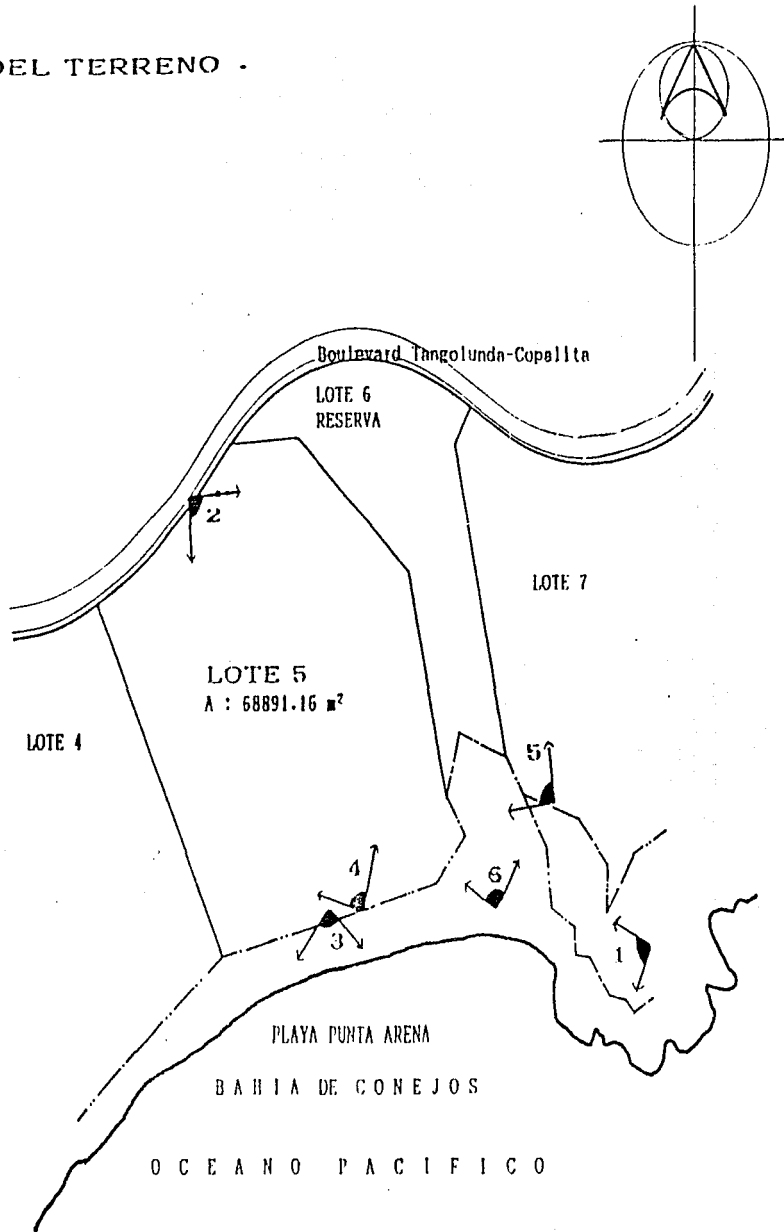 DEL TERRENO .
Boulevard Tangolunda-Copalita
LOTE 6
RESERVA
2
LOTE 7
LOTE 5
A : 68891.16 m²
LOTE 4
5
4
6
3
1
PLAYA PUNTA ARENA
BAHIA DE CONEJOS
OCEANO PACIFICO